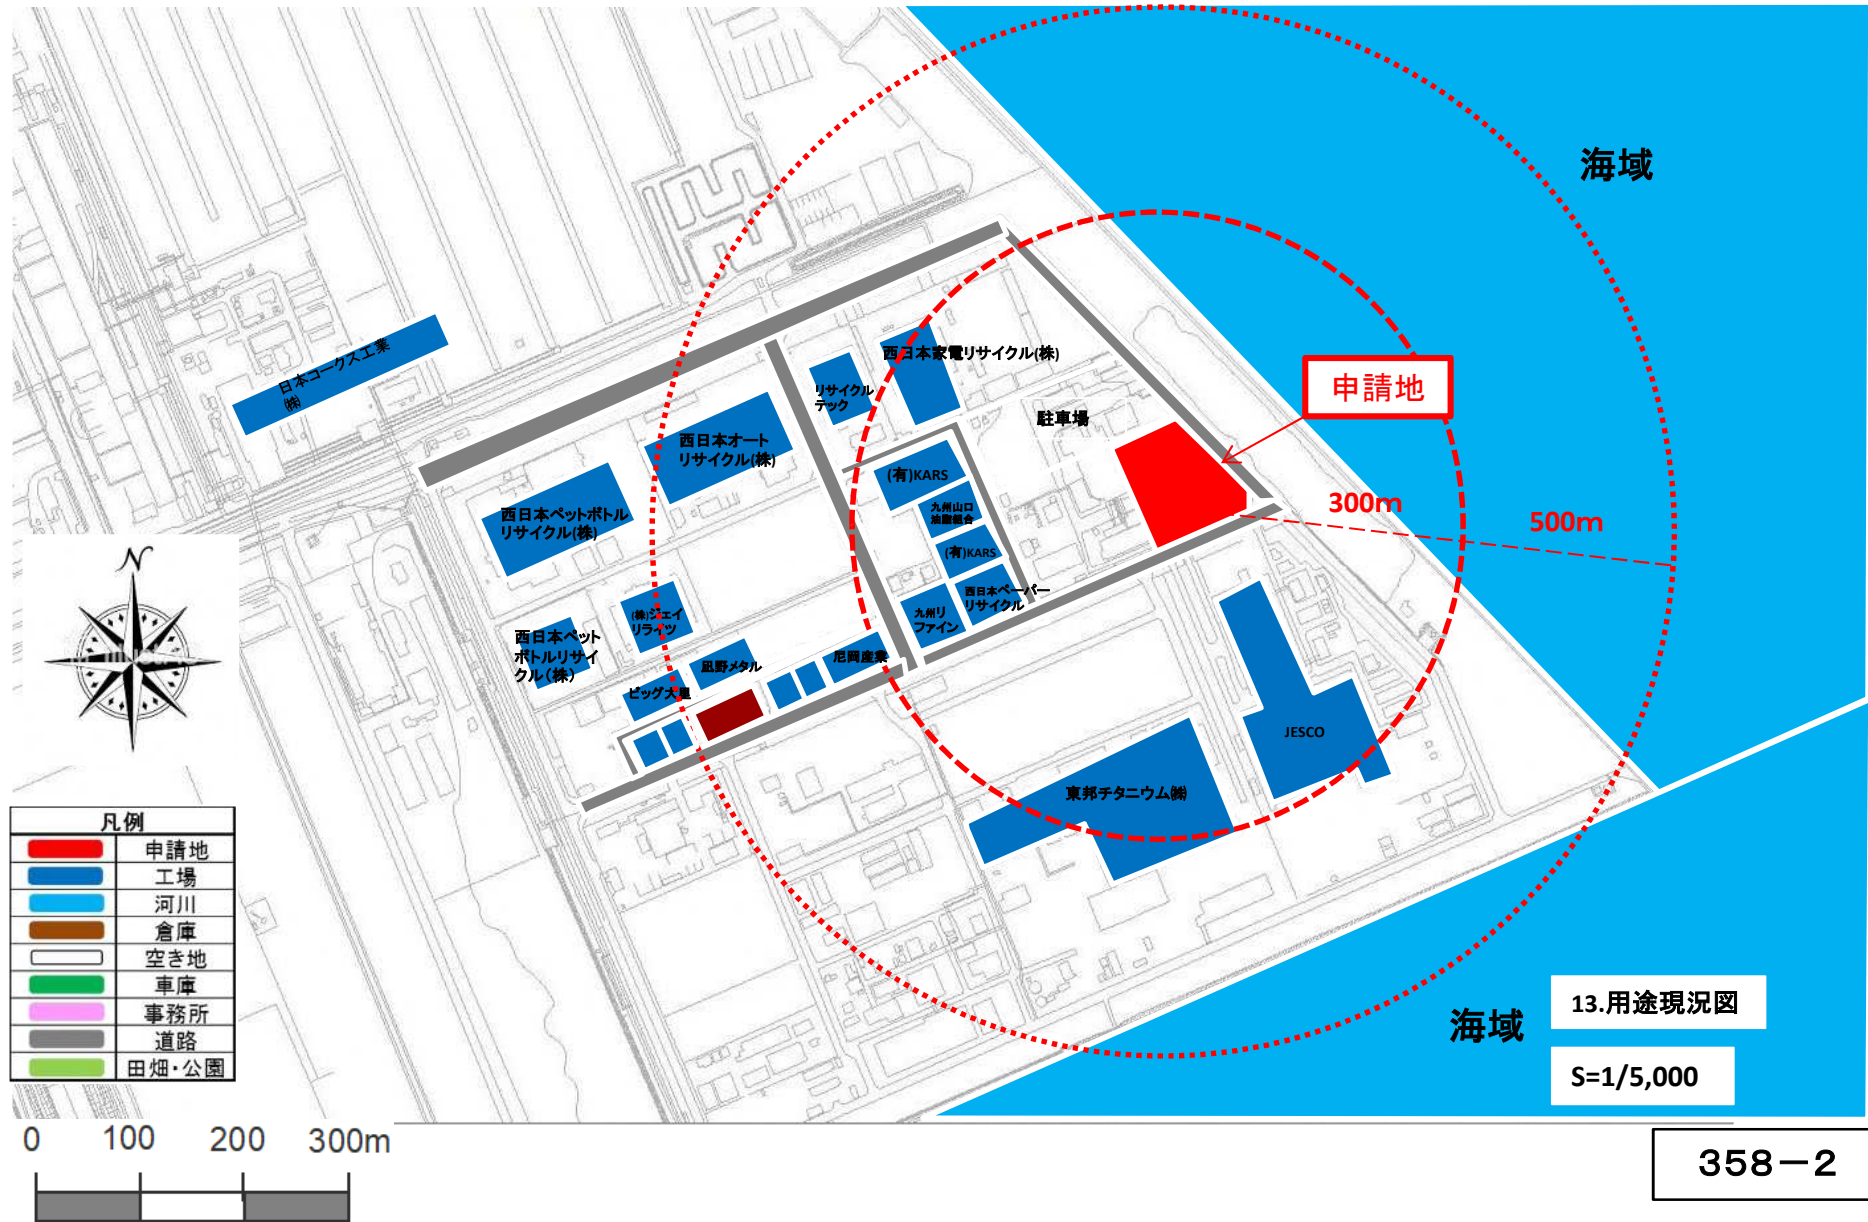 海域
日本コークス工業
㈱
西日本家電リサイクル(株)
リサイクル
テック
申請地
駐車場
西日本オート
リサイクル(株)
(有)KARS
300m
500m
西日本ペットボトル
リサイクル(株)
九州山口
油脂組合
(有)KARS
N
西日本ペーパー
リサイクル
(株)ジェイ
リライツ
九州リ
ファイン
西日本ペット
ボトルリサイ
クル(株)
尼岡産業
凪野メタル
ビッグ大里
JESCO
東邦チタニウム㈱
凡例
申請地
工場
河川
倉庫
空き地
車庫
事務所
道路
田畑・公園
海域
13.用途現況図
S=1/5,000
0 100 200 300m
358－2